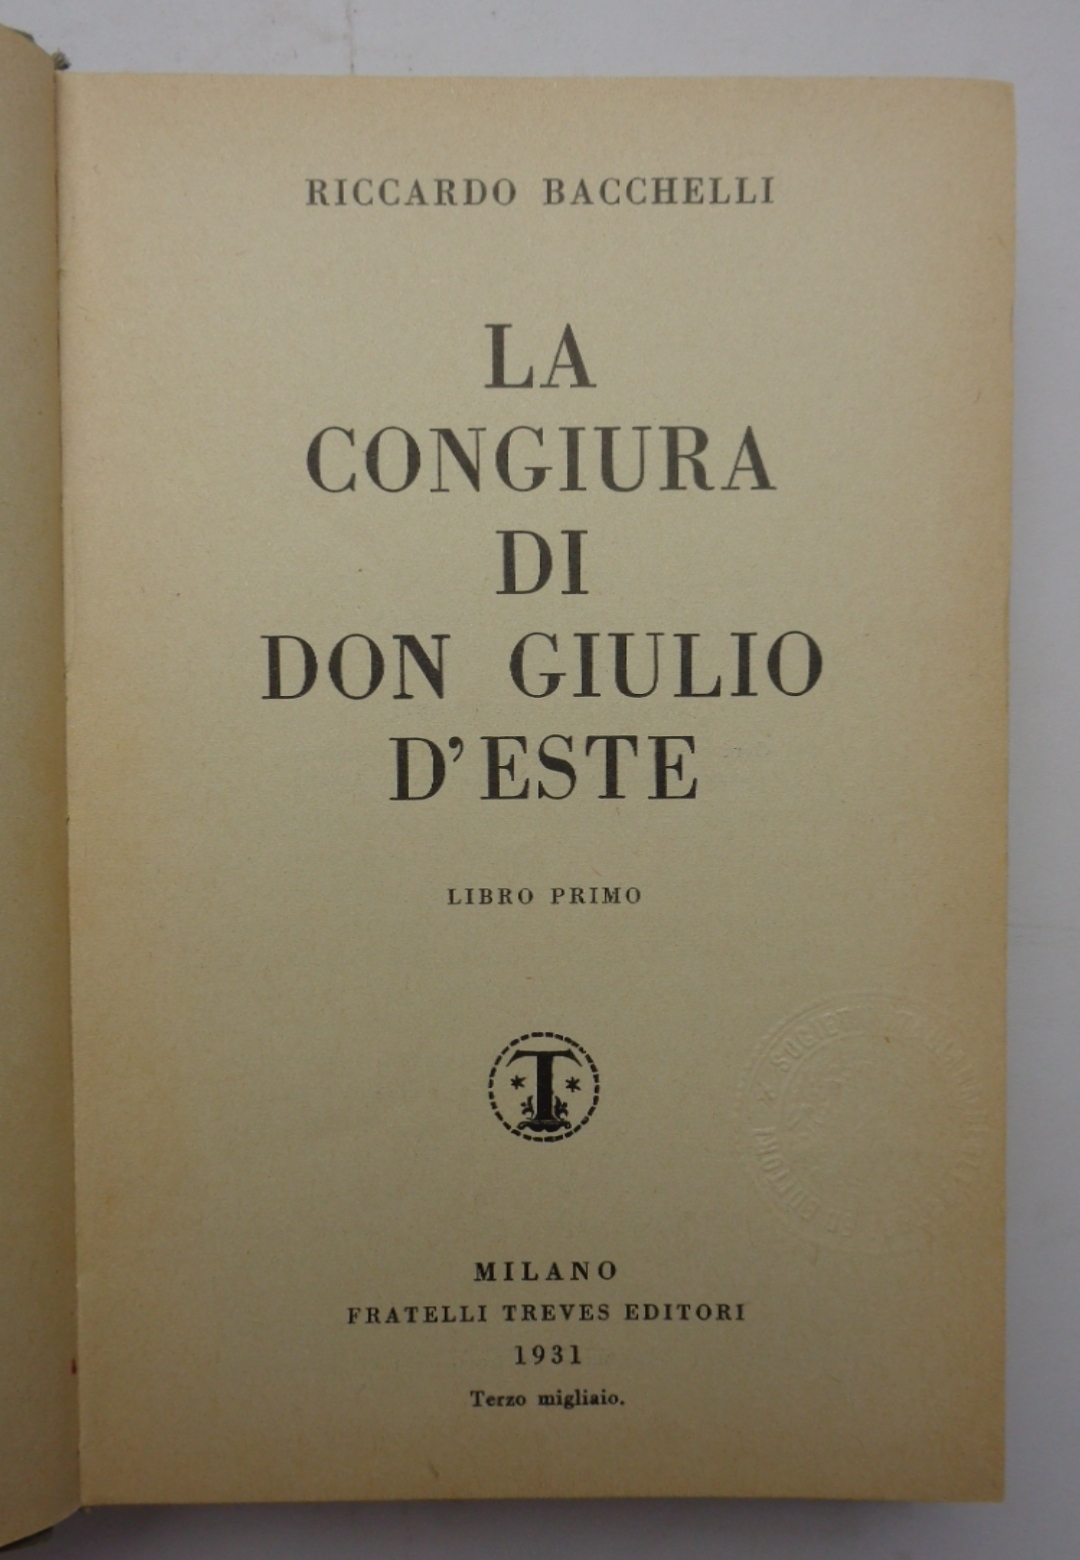 RICCARDO BACCHELLI
LA
CONGIURA
DI
DON GIULIO
D'ESTE
LIBRO PRIMO
T
MILANO
FRATELLI TREVES EDITORI
1931
Terzo migliaio.